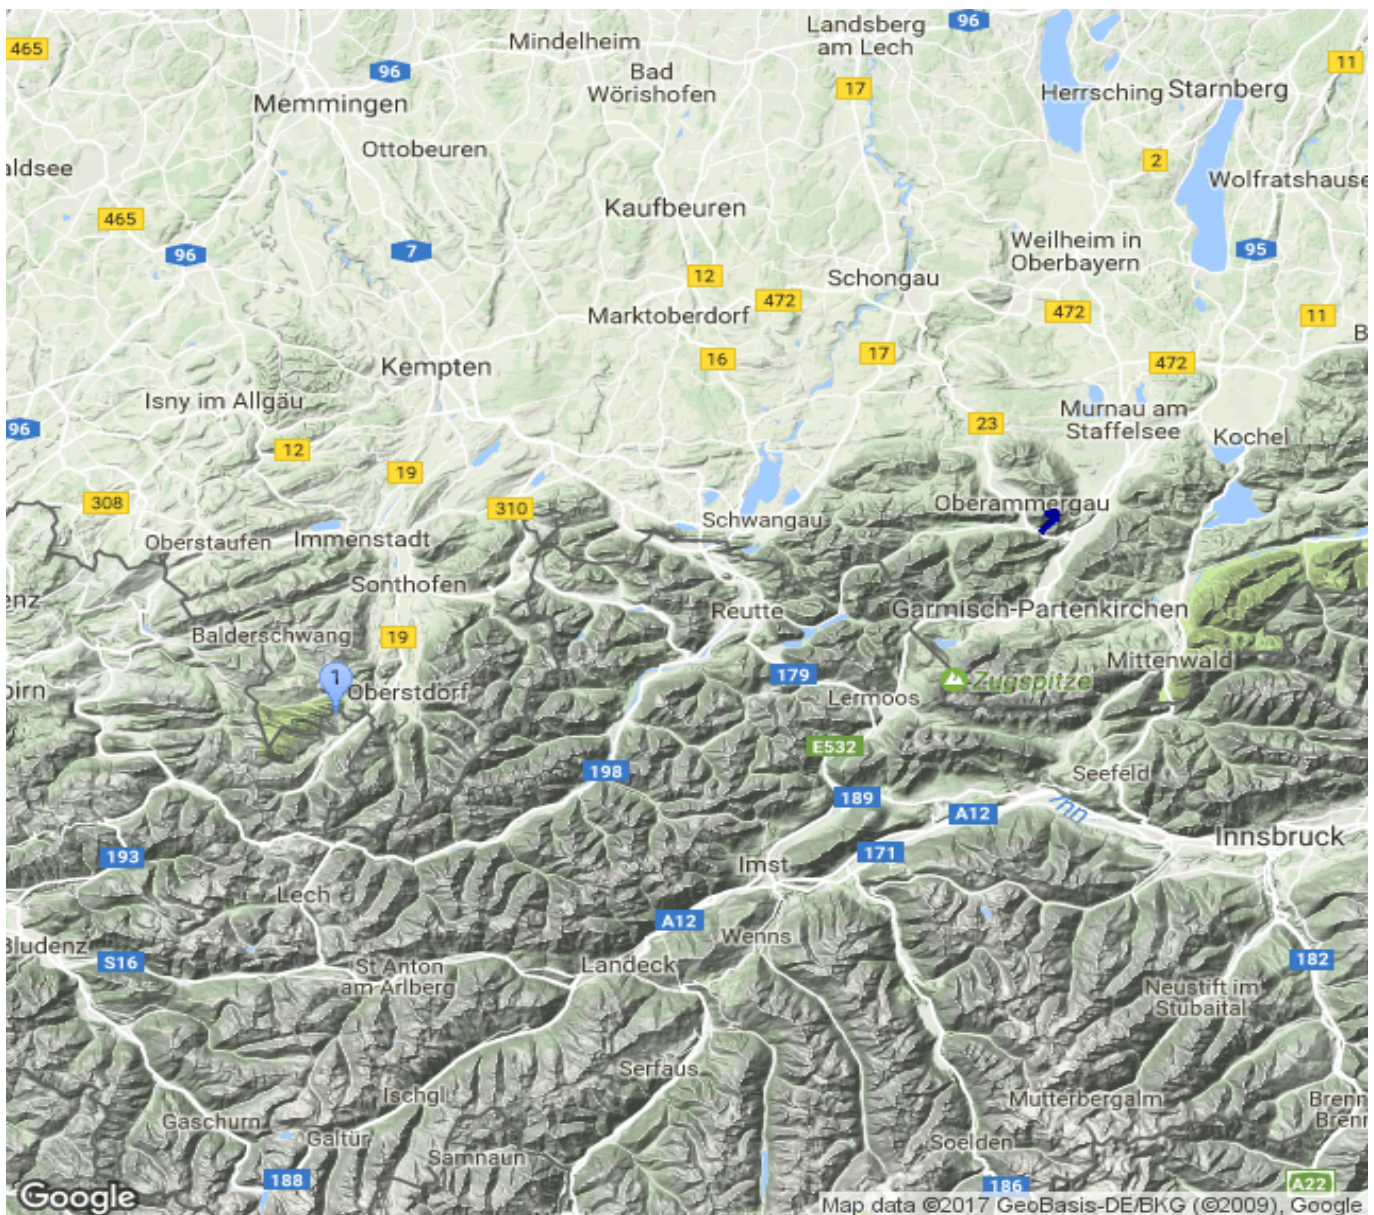 465
96
Mindelheim
Landsberg
am Lech
96
11
96
Bad
Wörishofen
17
Herrsching
Starnberg
Memmingen
Ottobeuren
2
aldsee
Wolfratshause
465
Kaufbeuren
96
7
Weilheim in
Oberbayern
95
12
Schongau
472
472
11
Marktoberdorf
B
16
17
472
Kempten
Isny im Allgäu
Murnau am
Staffelsee
96
12
23
Kochel
19
308
310
Oberammergau
Schwangau
Oberstaufen
Immenstadt
Sonthofen
enz
Reutte
Garmisch-Partenkirchen
Balderschwang
19
Mittenwald
1
Oberstdorf
179
Zugspitze
birn
Lermoos
E532
198
Seefeld
189
A12
Inn
Innsbruck
193
171
Imst
Lech
A12
Wenns
Bludenz
S16
St Anton
am Arlberg
Landeck
182
Neustift im
Stubaital
Serfaus
Ischgl
Mutterbergalm
Brenn
Brenr
Gaschurn
Galtür
Soelden
Samnaun
188
186
A22
Google
Map data ©2017 GeoBasis-DE/BKG (©2009), Google